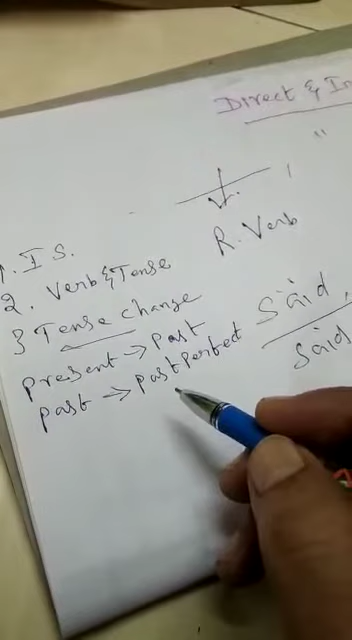 Direct & In
"
R. Verb
1. I S.
2. Verb & Tense
3 Tense change
present → past
past → past perfect
said,
said